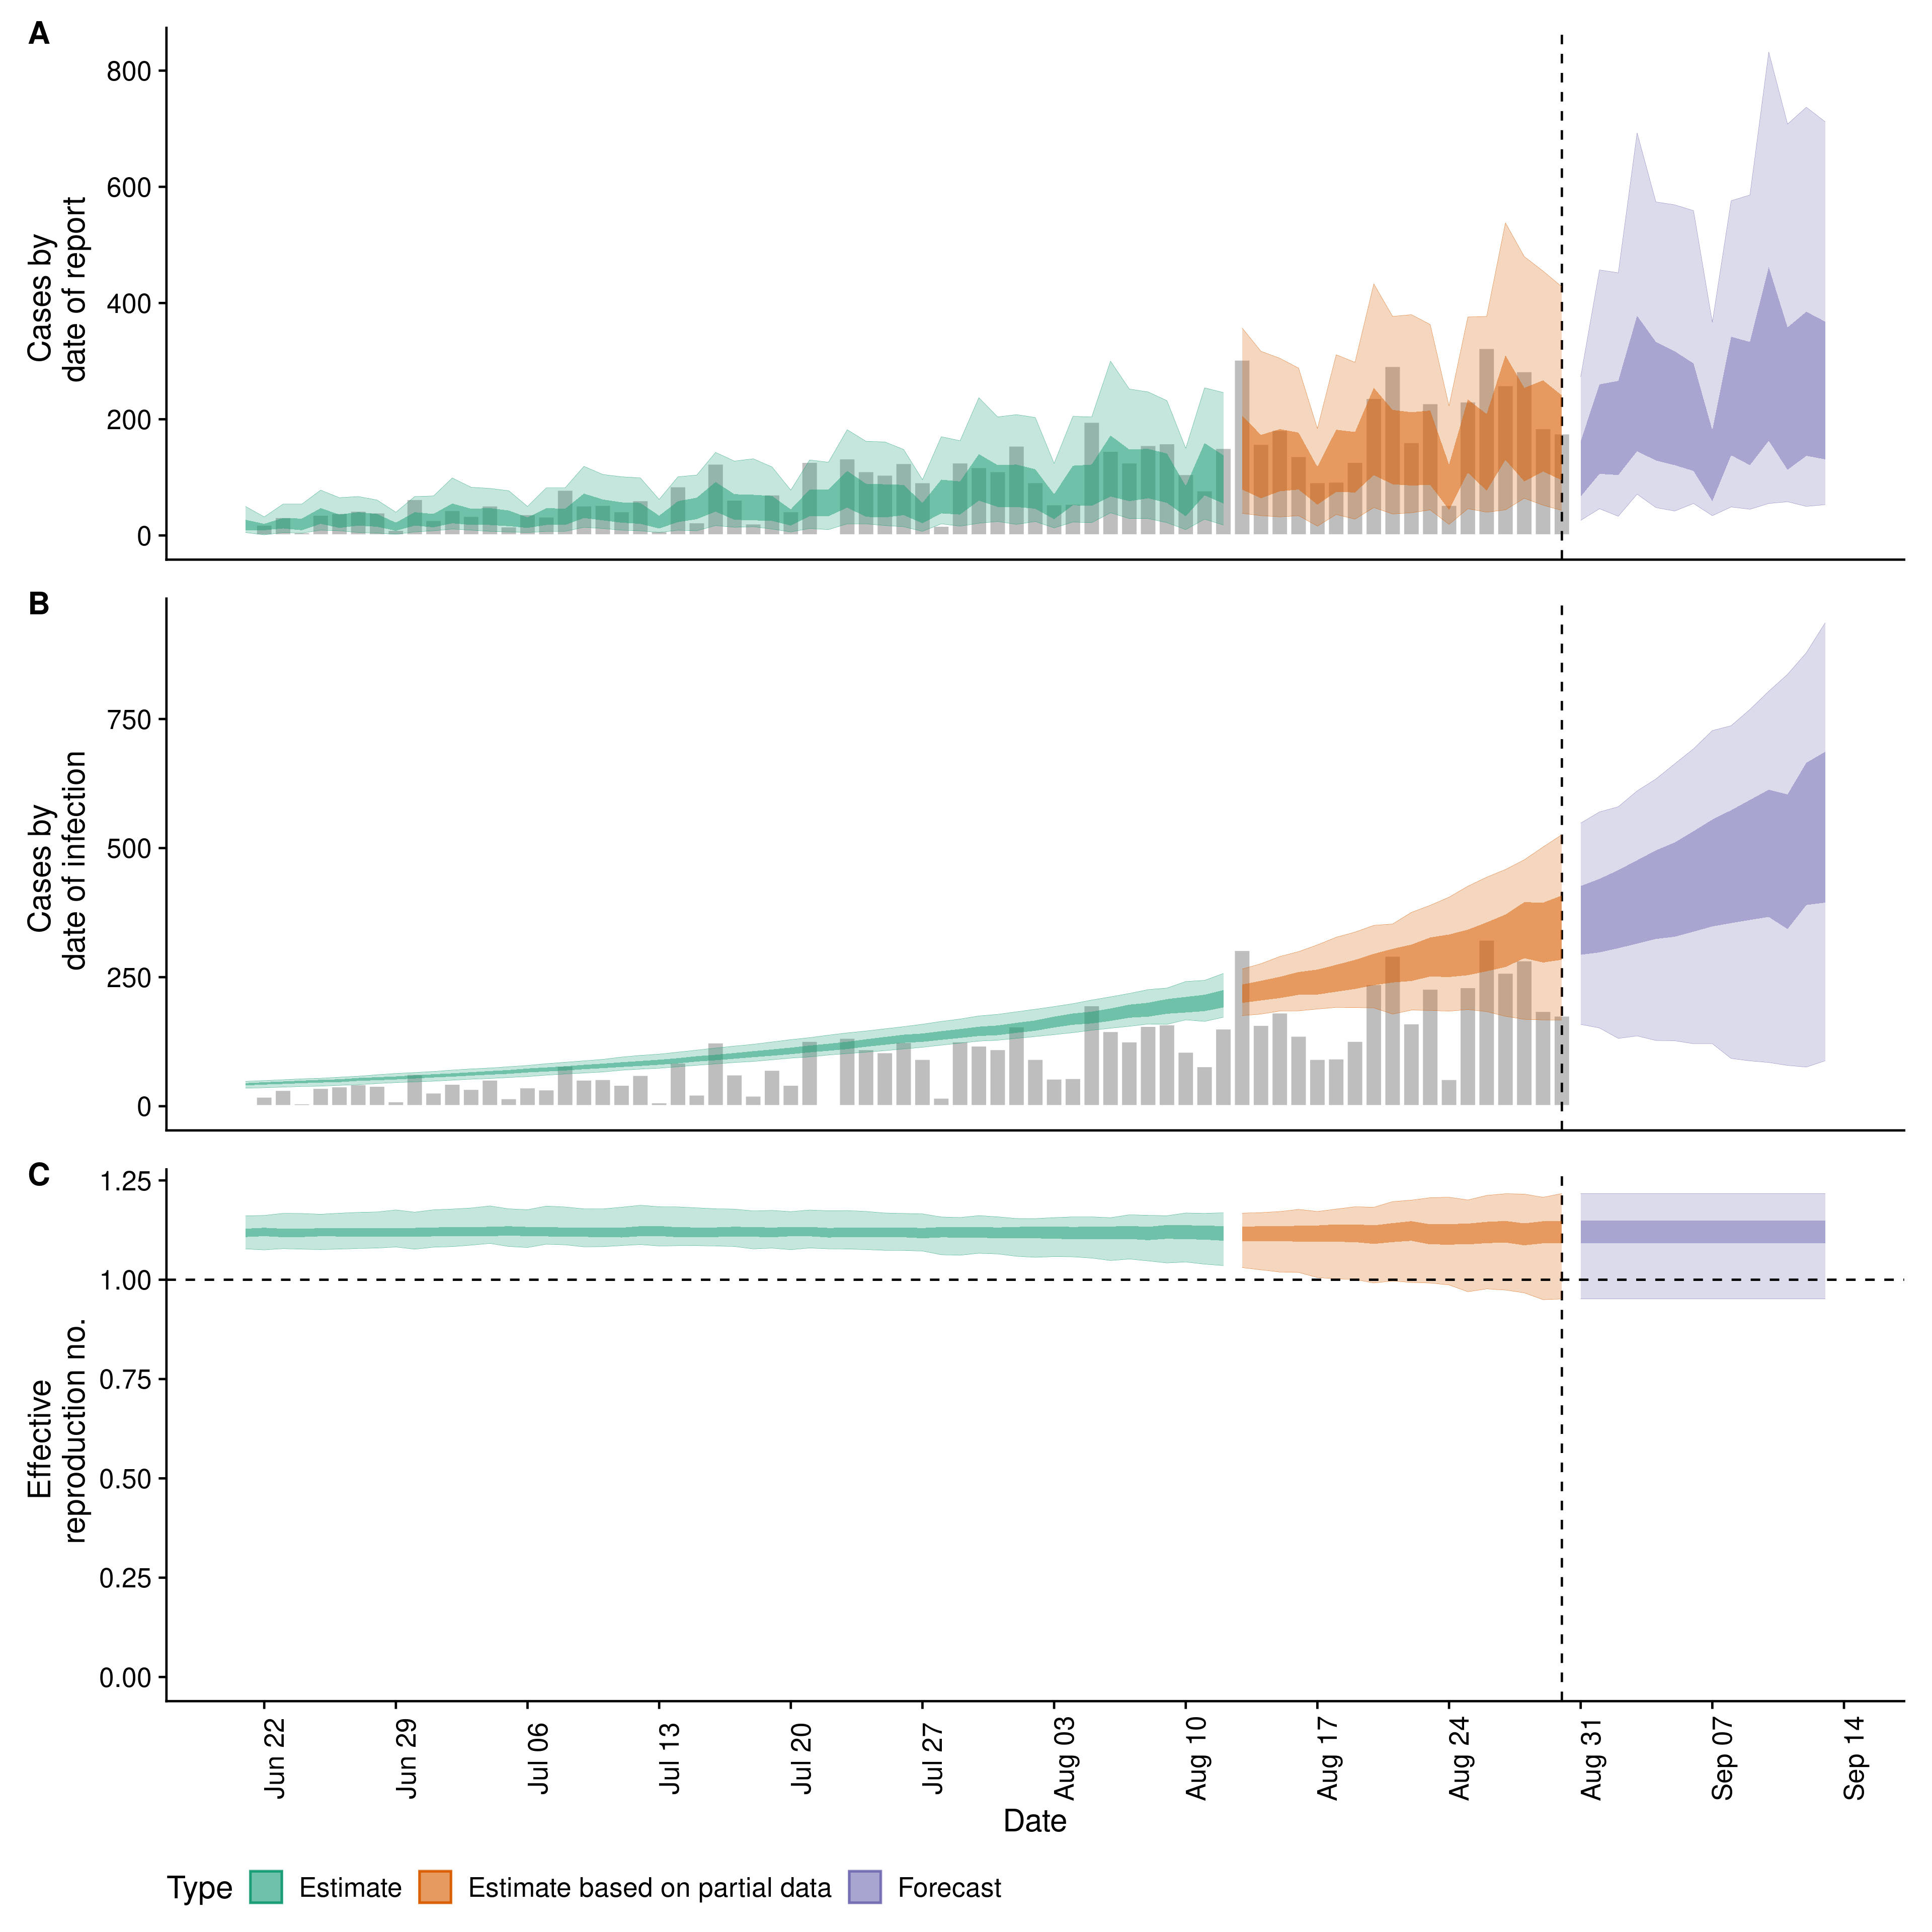 A
800
600
400
200
0
Cases by
date of report
B
750
500
250
0
Cases by
date of infection
C
1.25
1.00
0.75
0.50
0.25
0.00
Effective
reproduction no.
Jun 22
Jun 29
Jul 06
Jul 13
Jul 20
Jul 27
Aug 03
Aug 10
Aug 17
Aug 24
Aug 31
Sep 07
Sep 14
Date
Type Estimate Estimate based on partial data Forecast